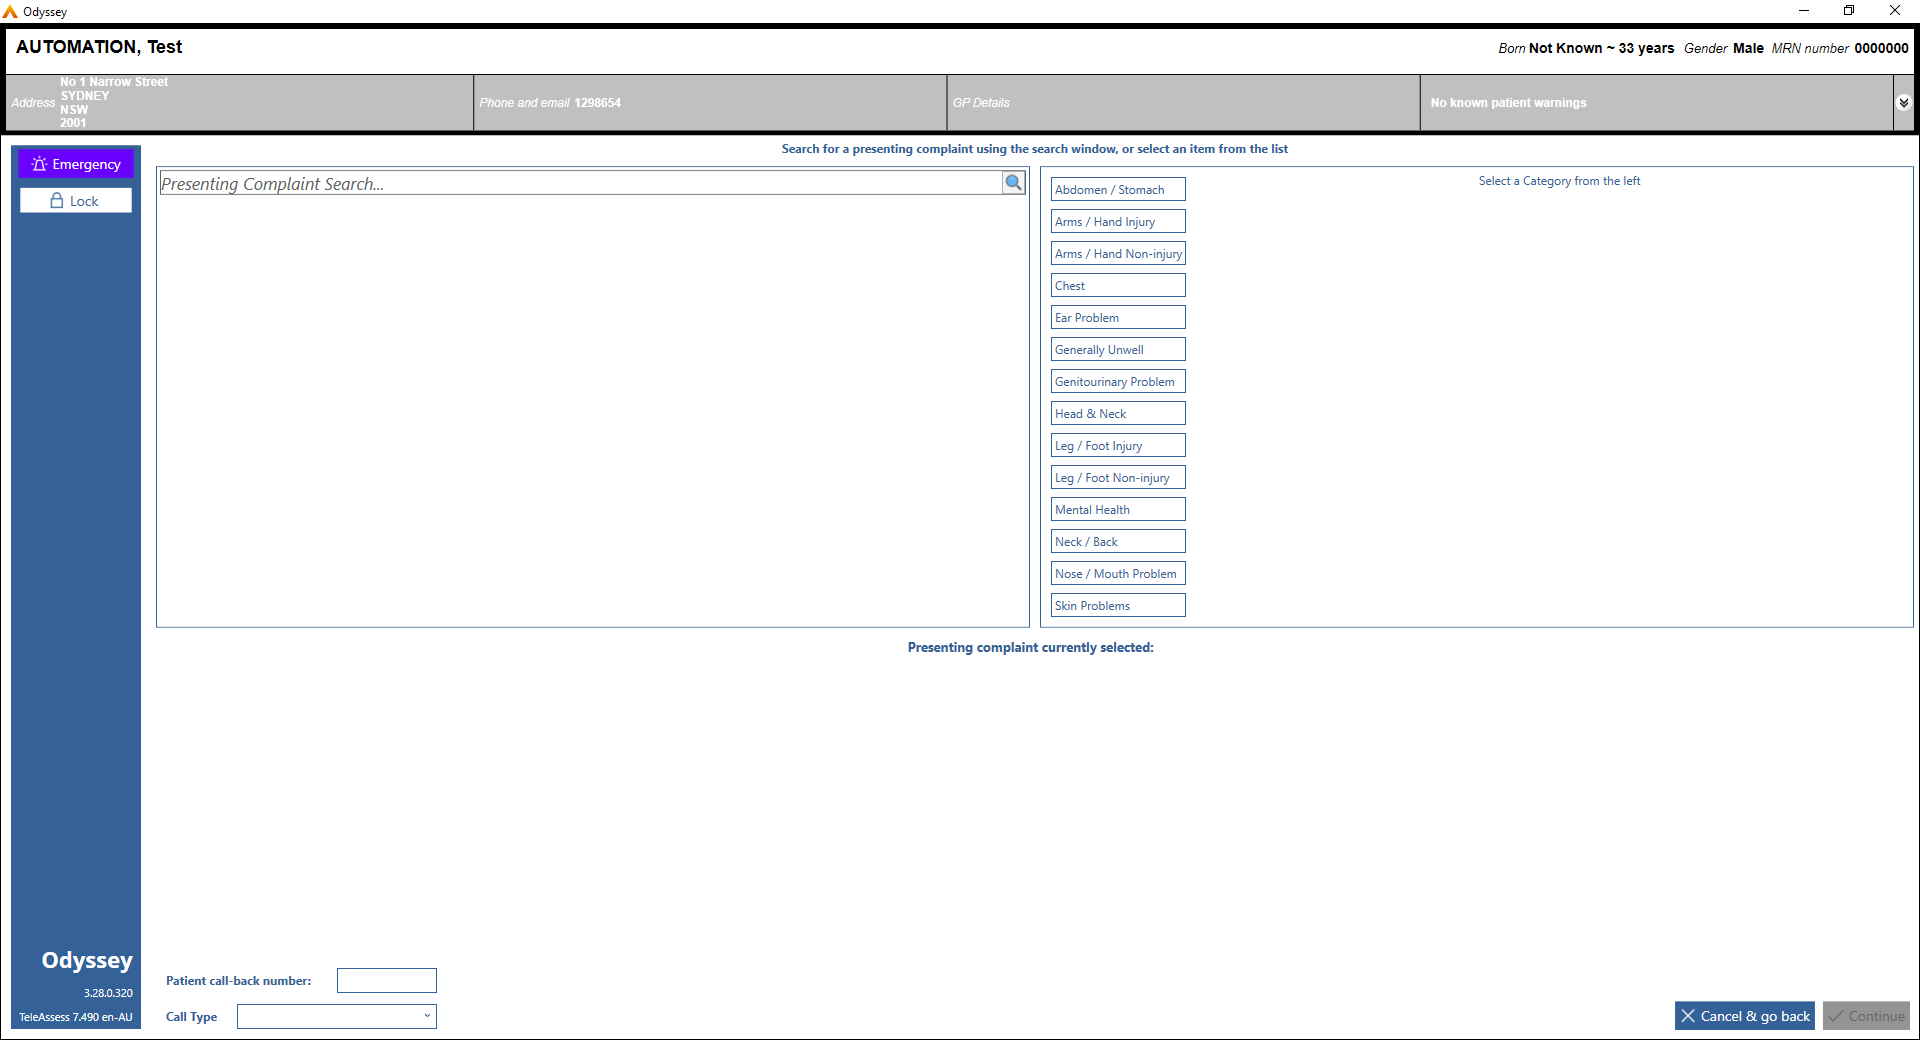 Odyssey
AUTOMATION, Test
Born Not Known ~ 33 years Gender Male MRN number 0000000
Address No 1 Narrow Street
SYDNEY
NSW
2001
Phone and email 1298654
GP Details
No known patient warnings
Emergency
Lock
Search for a presenting complaint using the search window, or select an item from the list
Presenting Complaint Search...
Select a Category from the left
Abdomen / Stomach
Arms / Hand Injury
Arms / Hand Non-injury
Chest
Ear Problem
Generally Unwell
Genitourinary Problem
Head & Neck
Leg / Foot Injury
Leg / Foot Non-injury
Mental Health
Neck / Back
Nose / Mouth Problem
Skin Problems
Presenting complaint currently selected:
Odyssey
3.28.0.320
TeleAssess 7.490 en-AU
Patient call-back number:
Call Type
Cancel & go back
Continue